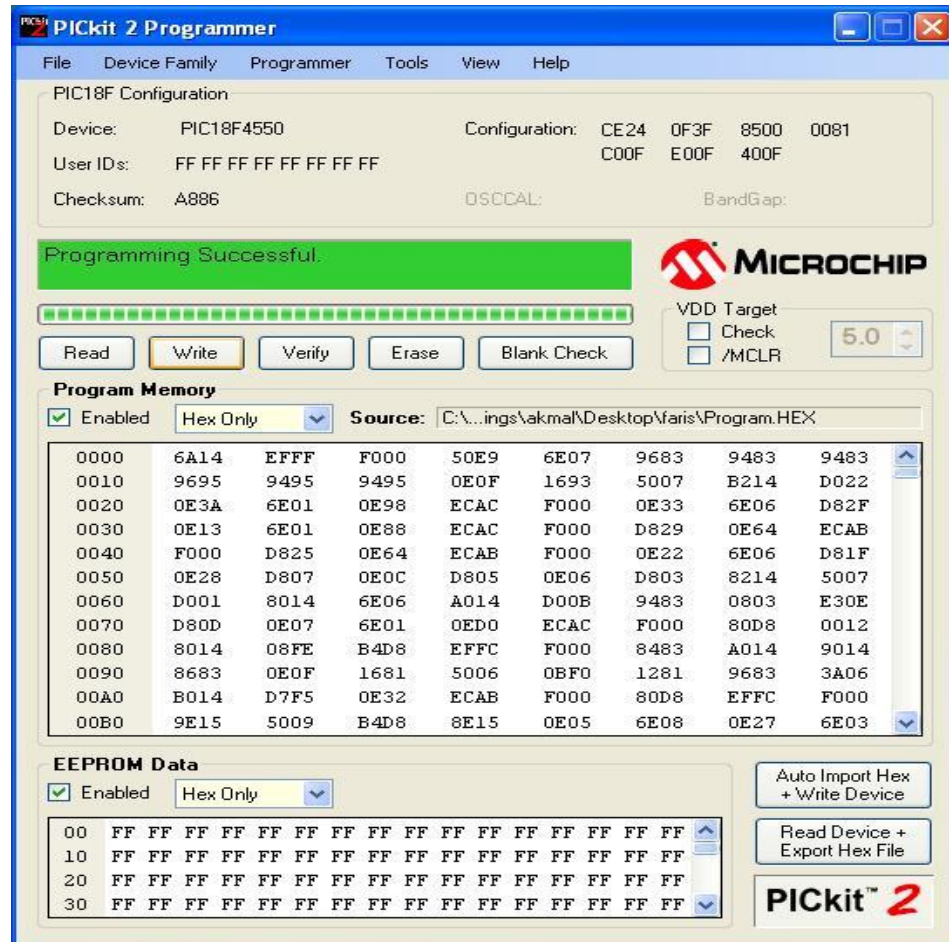 PICkit 2 Programmer
File Device Family Programmer Tools View Help
PIC18F Configuration
Device: PIC18F4550 Configuration: CE24 0F3F 8500 0081
C00F E00F 400F
User IDs: FF FF FF FF FF FF FF FF
Checksum: A886 OSCCAL: BandGap:
Programming Successful.
MICROCHIP
VDD Target
Check
/MCLR
5.0
Read Write Verify Erase Blank Check
Program Memory
Enabled Hex Only Source: C:\...ings\akmal\Desktop\faris\Program.HEX
0000 6A14 EFFF F000 50E9 6E07 9683 9483 9483
0010 9695 9495 9495 0E0F 1693 5007 B214 D022
0020 0E3A 6E01 0E98 ECAC F000 0E33 6E06 D82F
0030 0E13 6E01 0E88 ECAC F000 D829 0E64 ECAB
0040 F000 D825 0E64 ECAB F000 0E22 6E06 D81F
0050 0E28 D807 0E0C D805 0E06 D803 8214 5007
0060 D001 8014 6E06 A014 D00B 9483 0803 E30E
0070 D80D 0E07 6E01 0ED0 ECAC F000 80D8 0012
0080 8014 08FE B4D8 EFFC F000 8483 A014 9014
0090 8683 0E0F 1681 5006 0BF0 1281 9683 3A06
00A0 B014 D7F5 0E32 ECAB F000 80D8 EFFC F000
00B0 9E15 5009 B4D8 8E15 0E05 6E08 0E27 6E03
EEPROM Data
Enabled Hex Only
00 FF FF FF FF FF FF FF FF FF FF FF FF FF FF FF FF
10 FF FF FF FF FF FF FF FF FF FF FF FF FF FF FF FF
20 FF FF FF FF FF FF FF FF FF FF FF FF FF FF FF FF
30 FF FF FF FF FF FF FF FF FF FF FF FF FF FF FF FF
Auto Import Hex
+ Write Device
Read Device +
Export Hex File
PICkit™ 2